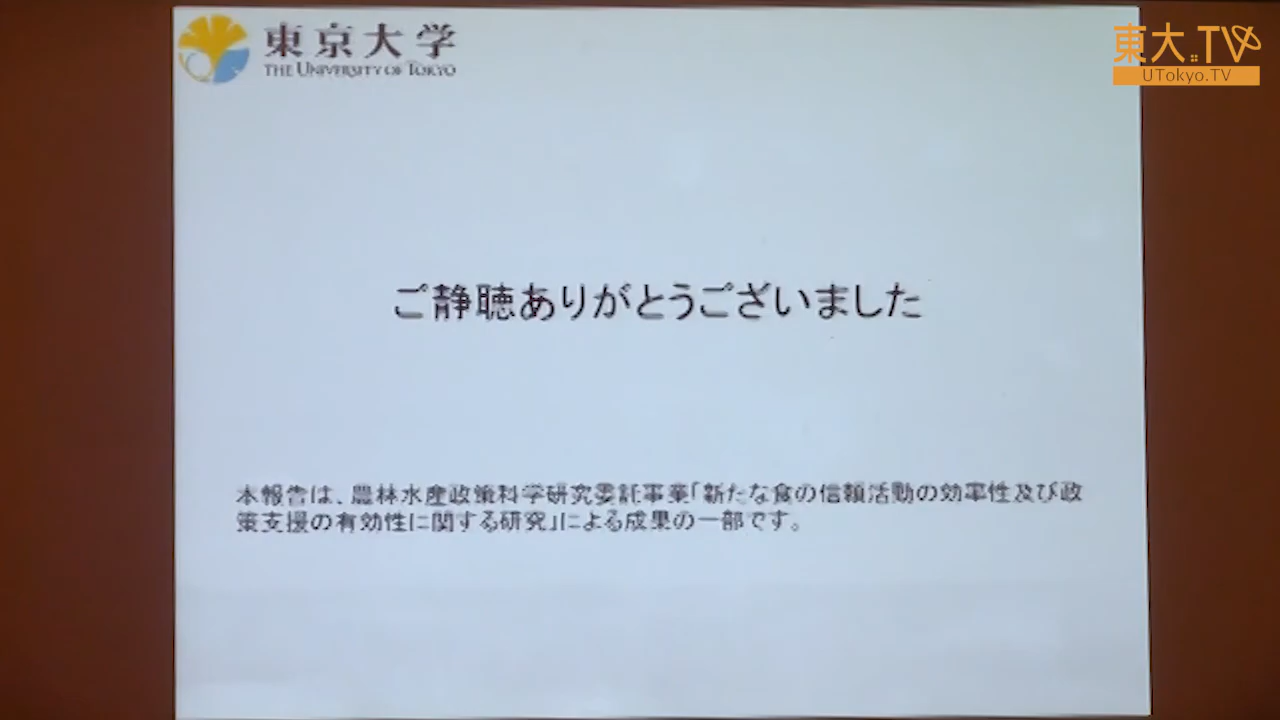 東京大学
THE UNIVERSITY OF TOKYO
東大.TV
UTokyo.TV
ご静聴ありがとうございました
本報告は、農林水産政策科学研究委託事業「新たな食の信頼活動の効率性及び政
策支援の有効性に関する研究」による成果の一部です。